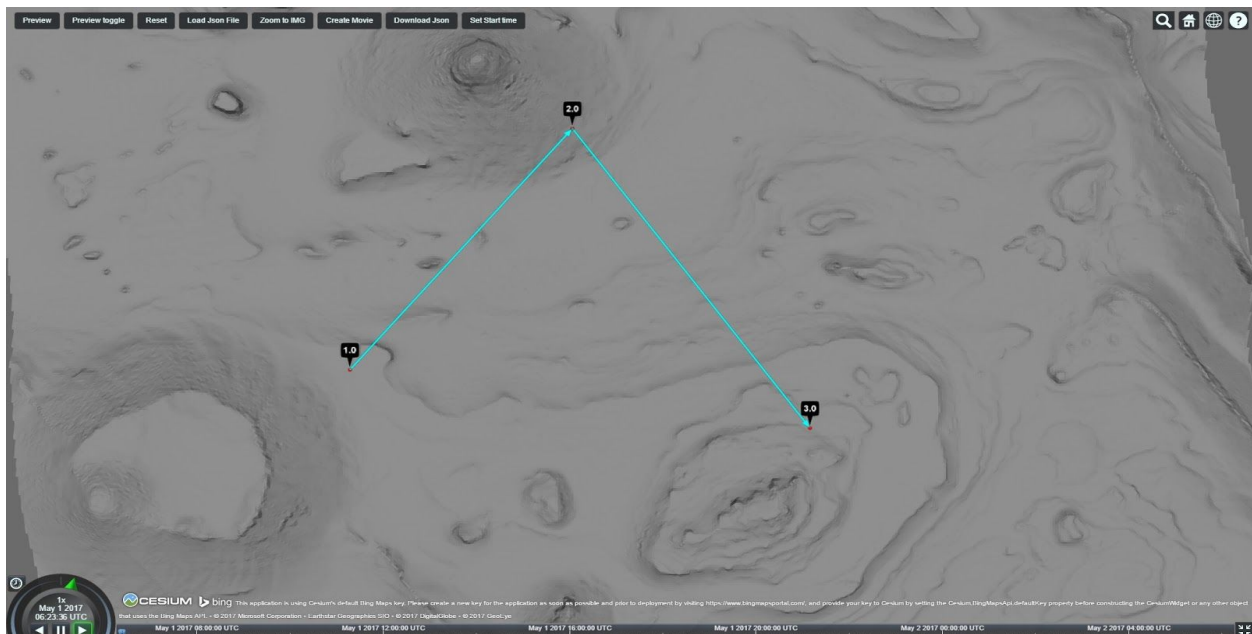 Preview Preview toggle Reset Load Json File Zoom to IMG Create Movie Download Json Set Start time
?
2.0
1.0
3.0
1x
May 1 2017
06:23:36 UTC
CESIUM bing This application is using Cesium's default Bing Maps key. Please create a new key for the application as soon as possible and prior to deployment by visiting https://www.bingmapsportal.com/, and provide your key to Cesium by setting the Cesium.BingMapsApi.defaultKey property before constructing the CesiumWidget or any other object
that uses the Bing Maps API. • © 2017 Microsoft Corporation • Earthstar Geographics SIO • © 2017 DigitalGlobe • © 2017 GeoEye
May 1 2017 08:00:00 UTC May 1 2017 12:00:00 UTC May 1 2017 16:00:00 UTC May 1 2017 20:00:00 UTC May 2 2017 00:00:00 UTC May 2 2017 04:00:00 UTC